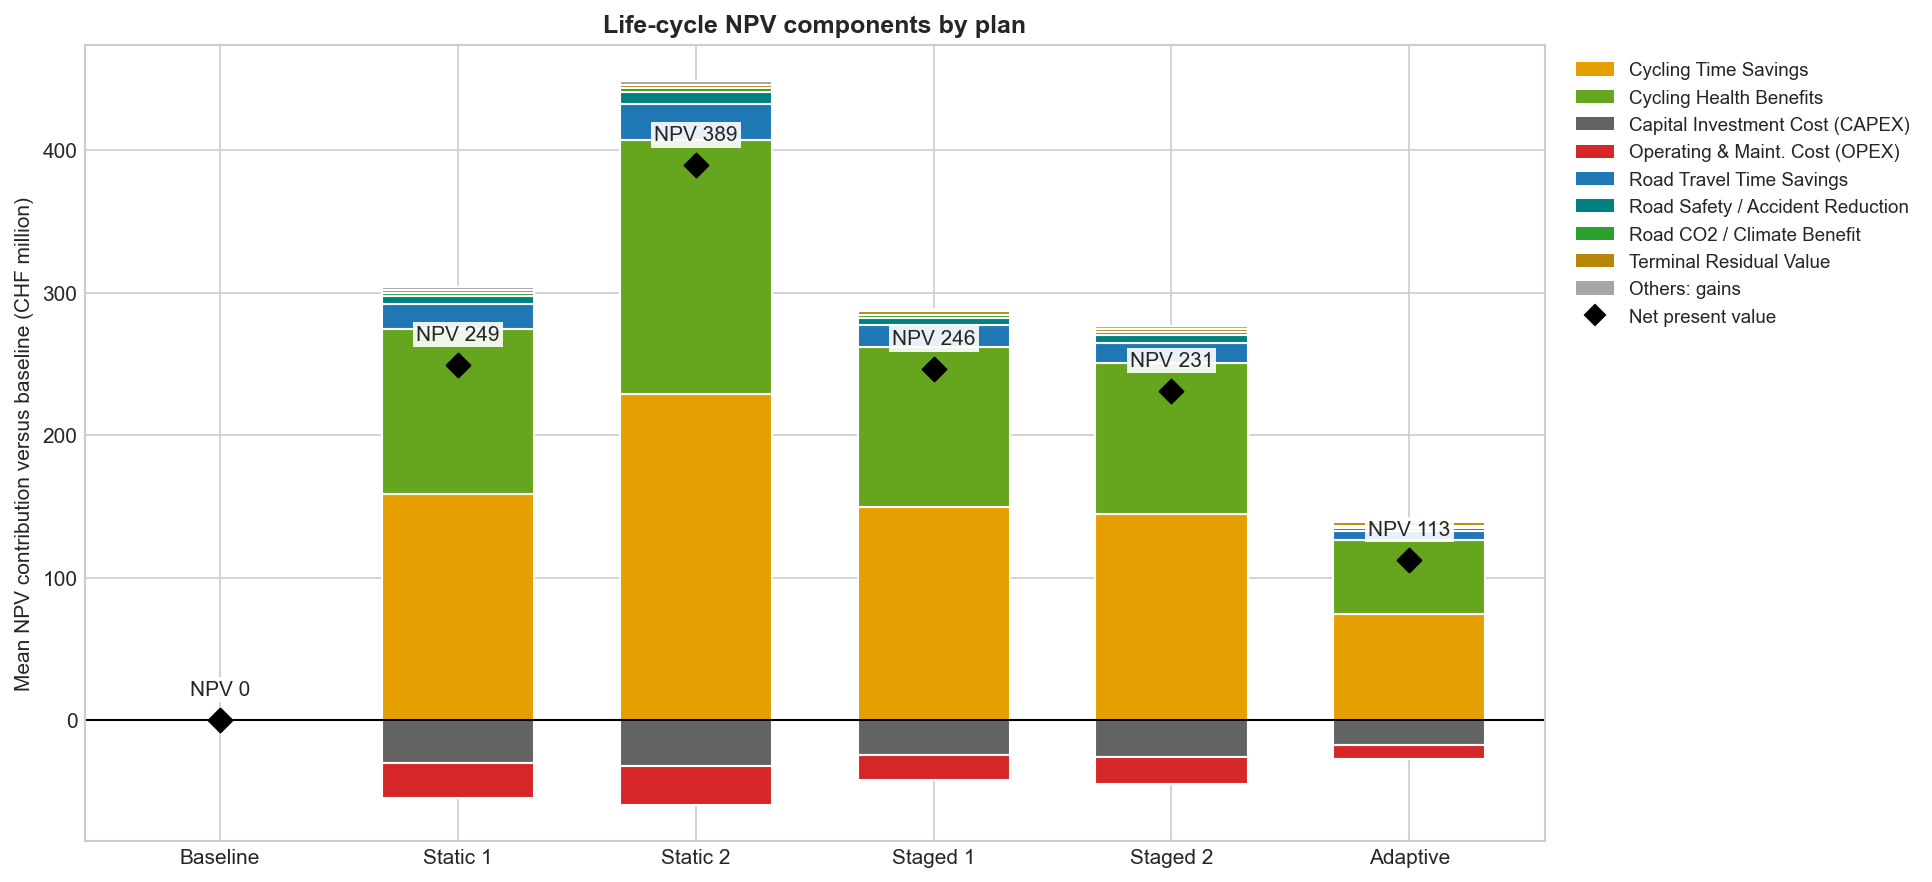 Life-cycle NPV components by plan
Mean NPV contribution versus baseline (CHF million)
400
300
200
100
0
NPV 0
NPV 249
NPV 389
NPV 246
NPV 231
NPV 113
Baseline
Static 1
Static 2
Staged 1
Staged 2
Adaptive
Cycling Time Savings
Cycling Health Benefits
Capital Investment Cost (CAPEX)
Operating & Maint. Cost (OPEX)
Road Travel Time Savings
Road Safety / Accident Reduction
Road CO2 / Climate Benefit
Terminal Residual Value
Others: gains
Net present value